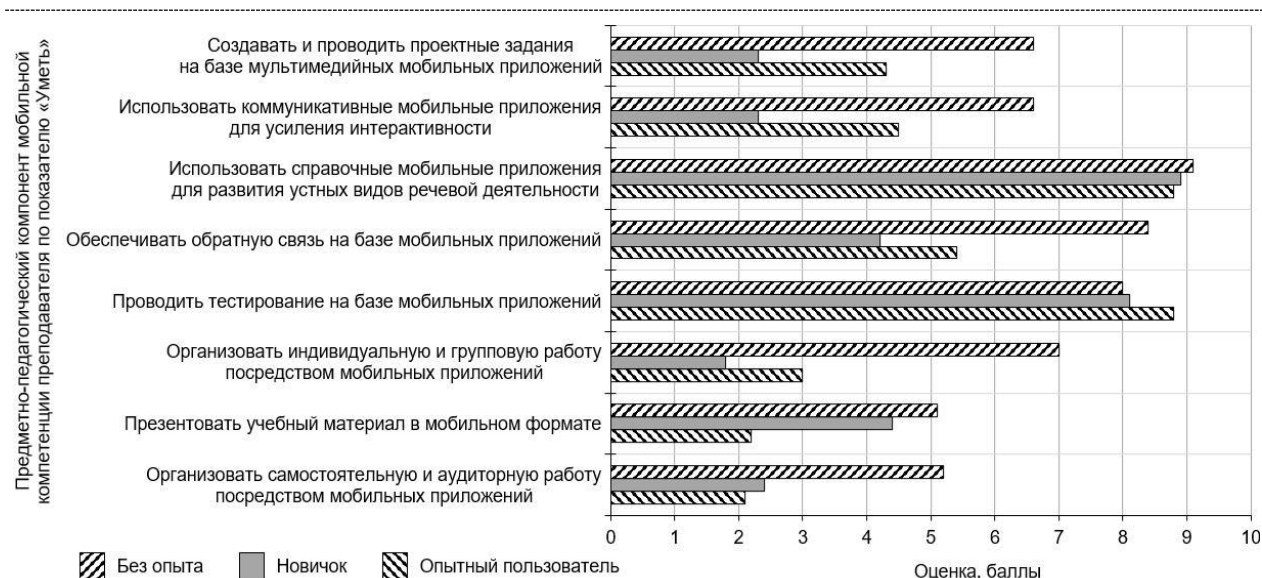 Предметно-педагогический компонент мобильной
компетенции преподавателя по показателю «Уметь»
Создавать и проводить проектные задания
на базе мультимедийных мобильных приложений
Использовать коммуникативные мобильные приложения
для усиления интерактивности
Использовать справочные мобильные приложения
для развития устных видов речевой деятельности
Обеспечивать обратную связь на базе мобильных приложений
Проводить тестирование на базе мобильных приложений
Организовать индивидуальную и групповую работу
посредством мобильных приложений
Презентовать учебный материал в мобильном формате
Организовать самостоятельную и аудиторную работу
посредством мобильных приложений
0 1 2 3 4 5 6 7 8 9 10
Без опыта Новичок Опытный пользователь
Оценка, баллы